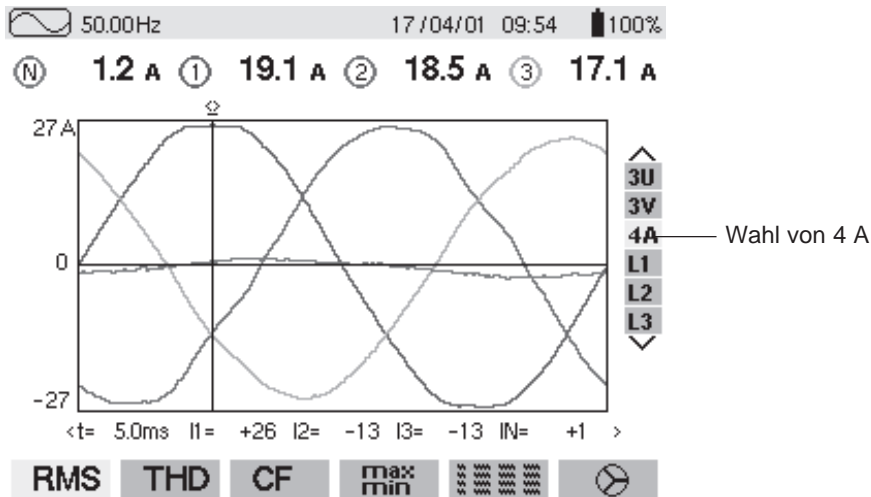 50.00Hz 17/04/01 09:54 100%
N 1.2 A 1 19.1 A 2 18.5 A 3 17.1 A
27A
3U
3V
4A Wahl von 4 A
0
L1
L2
L3
-27
<t= 5.0ms I1= +26 I2= -13 I3= -13 IN= +1 >
RMS THD CF max min